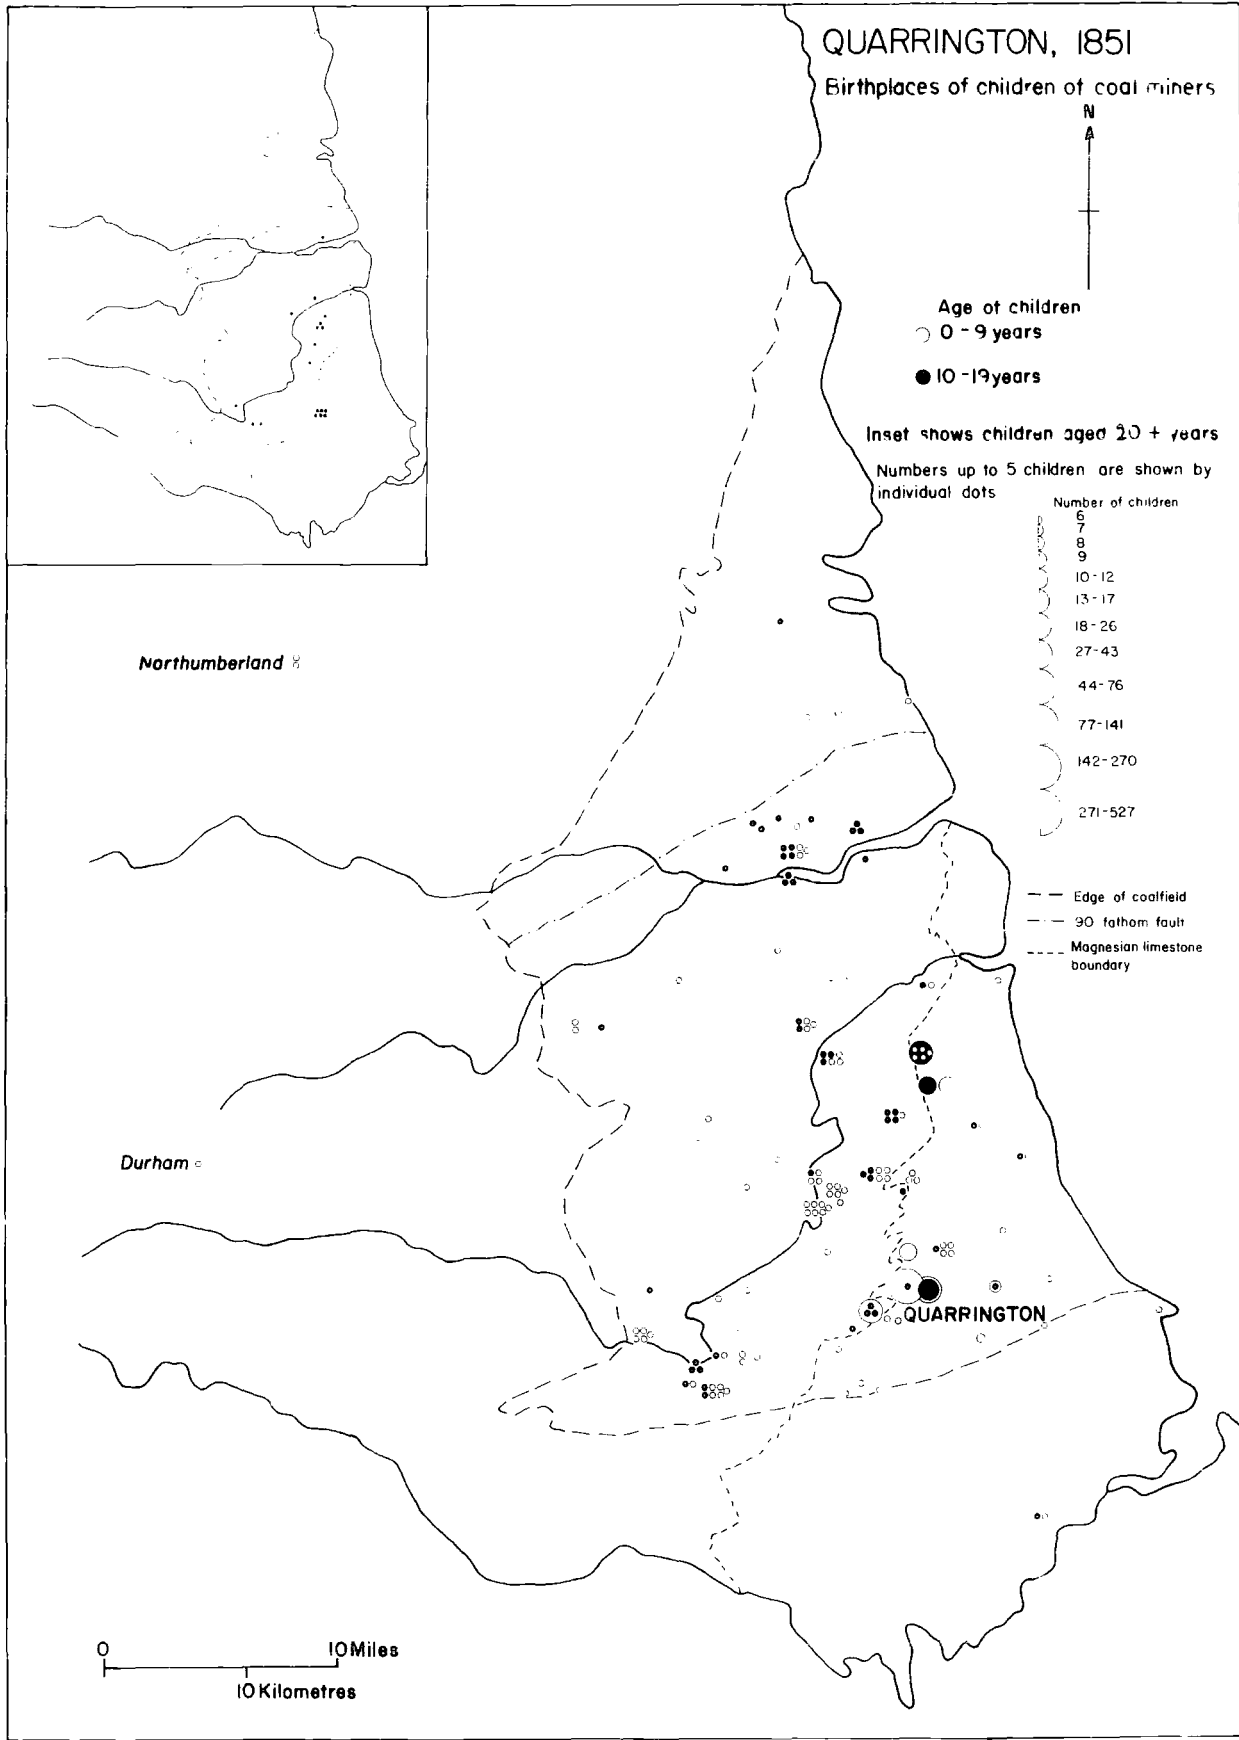 QUARRINGTON, 1851
Birthplaces of children of coal miners
N
Age of children
0-9 years
10-19 years
Inset shows children aged 20 + years
Numbers up to 5 children are shown by
individual dots
Number of children
6
7
8
9
10-12
13-17
18-26
27-43
44-76
77-141
142-270
271-527
Northumberland
Edge of coalfield
90 fathom fault
Magnesian limestone
boundary
Durham
QUARRINGTON
0 10 Miles
10 Kilometres